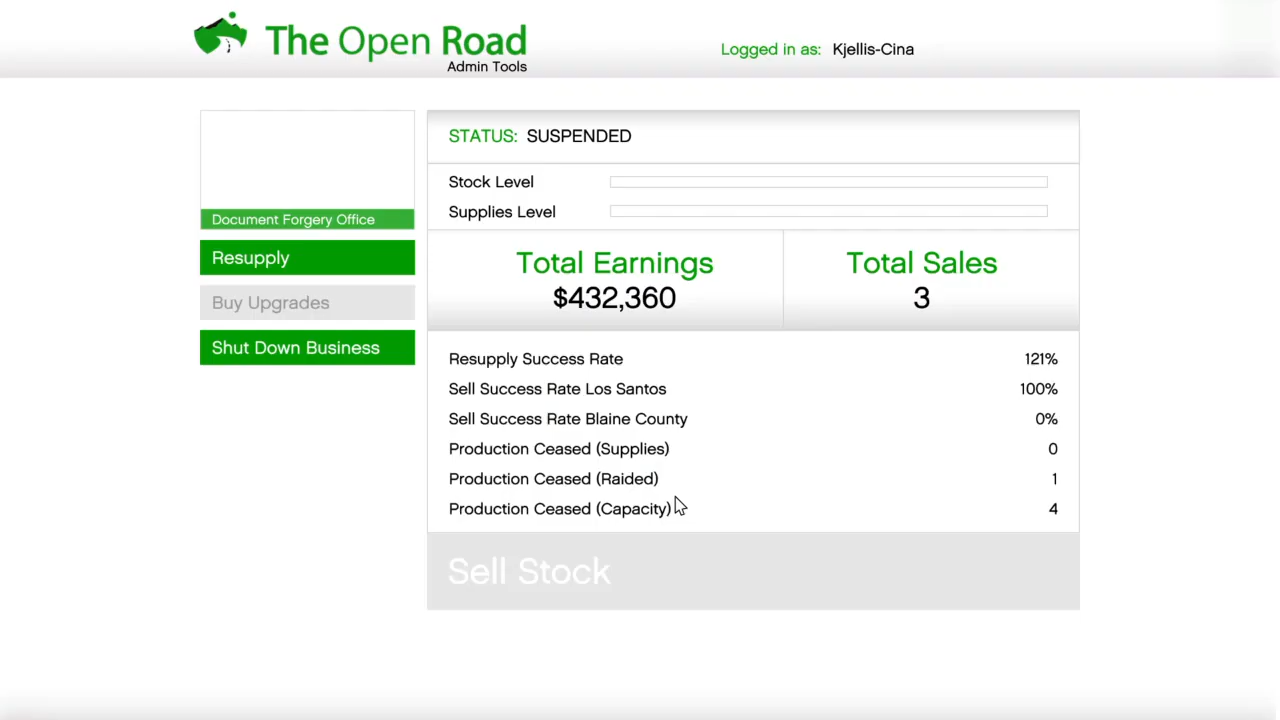 The Open Road
Admin Tools
Logged in as: Kjellis-Cina
Document Forgery Office
Resupply
Buy Upgrades
Shut Down Business
STATUS: SUSPENDED
Stock Level
Supplies Level
Total Earnings
$432,360
Total Sales
3
Resupply Success Rate 121%
Sell Success Rate Los Santos 100%
Sell Success Rate Blaine County 0%
Production Ceased (Supplies) 0
Production Ceased (Raided) 1
Production Ceased (Capacity) 4
Sell Stock